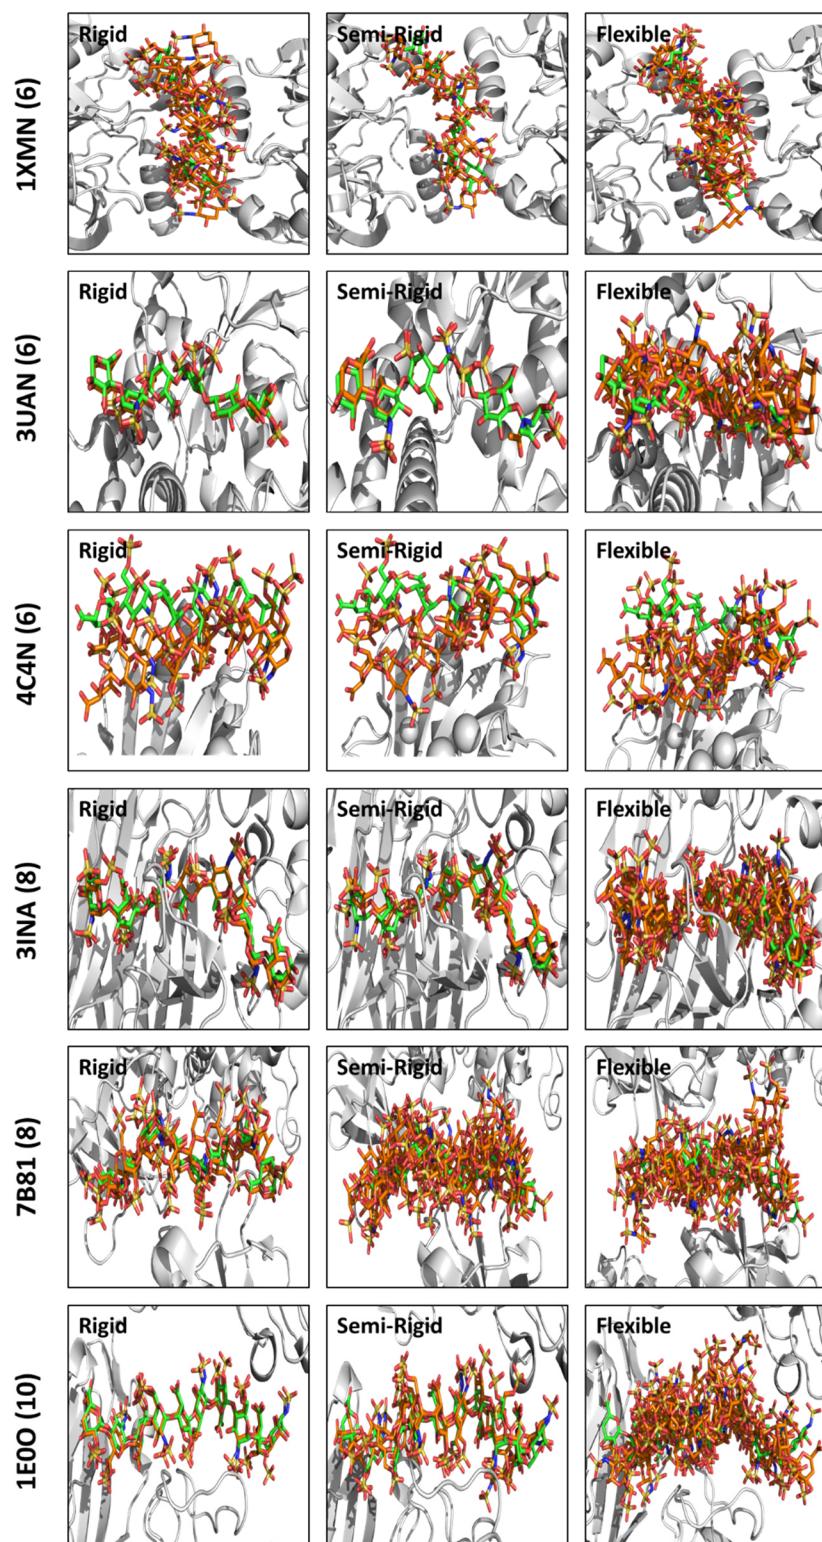 1XMN (6)
Rigid
Semi-Rigid
Flexible
3UAN (6)
Rigid
Semi-Rigid
Flexible
4C4N (6)
Rigid
Semi-Rigid
Flexible
3INA (8)
Rigid
Semi-Rigid
Flexible
7B81 (8)
Rigid
Semi-Rigid
Flexible
1E0O (10)
Rigid
Semi-Rigid
Flexible